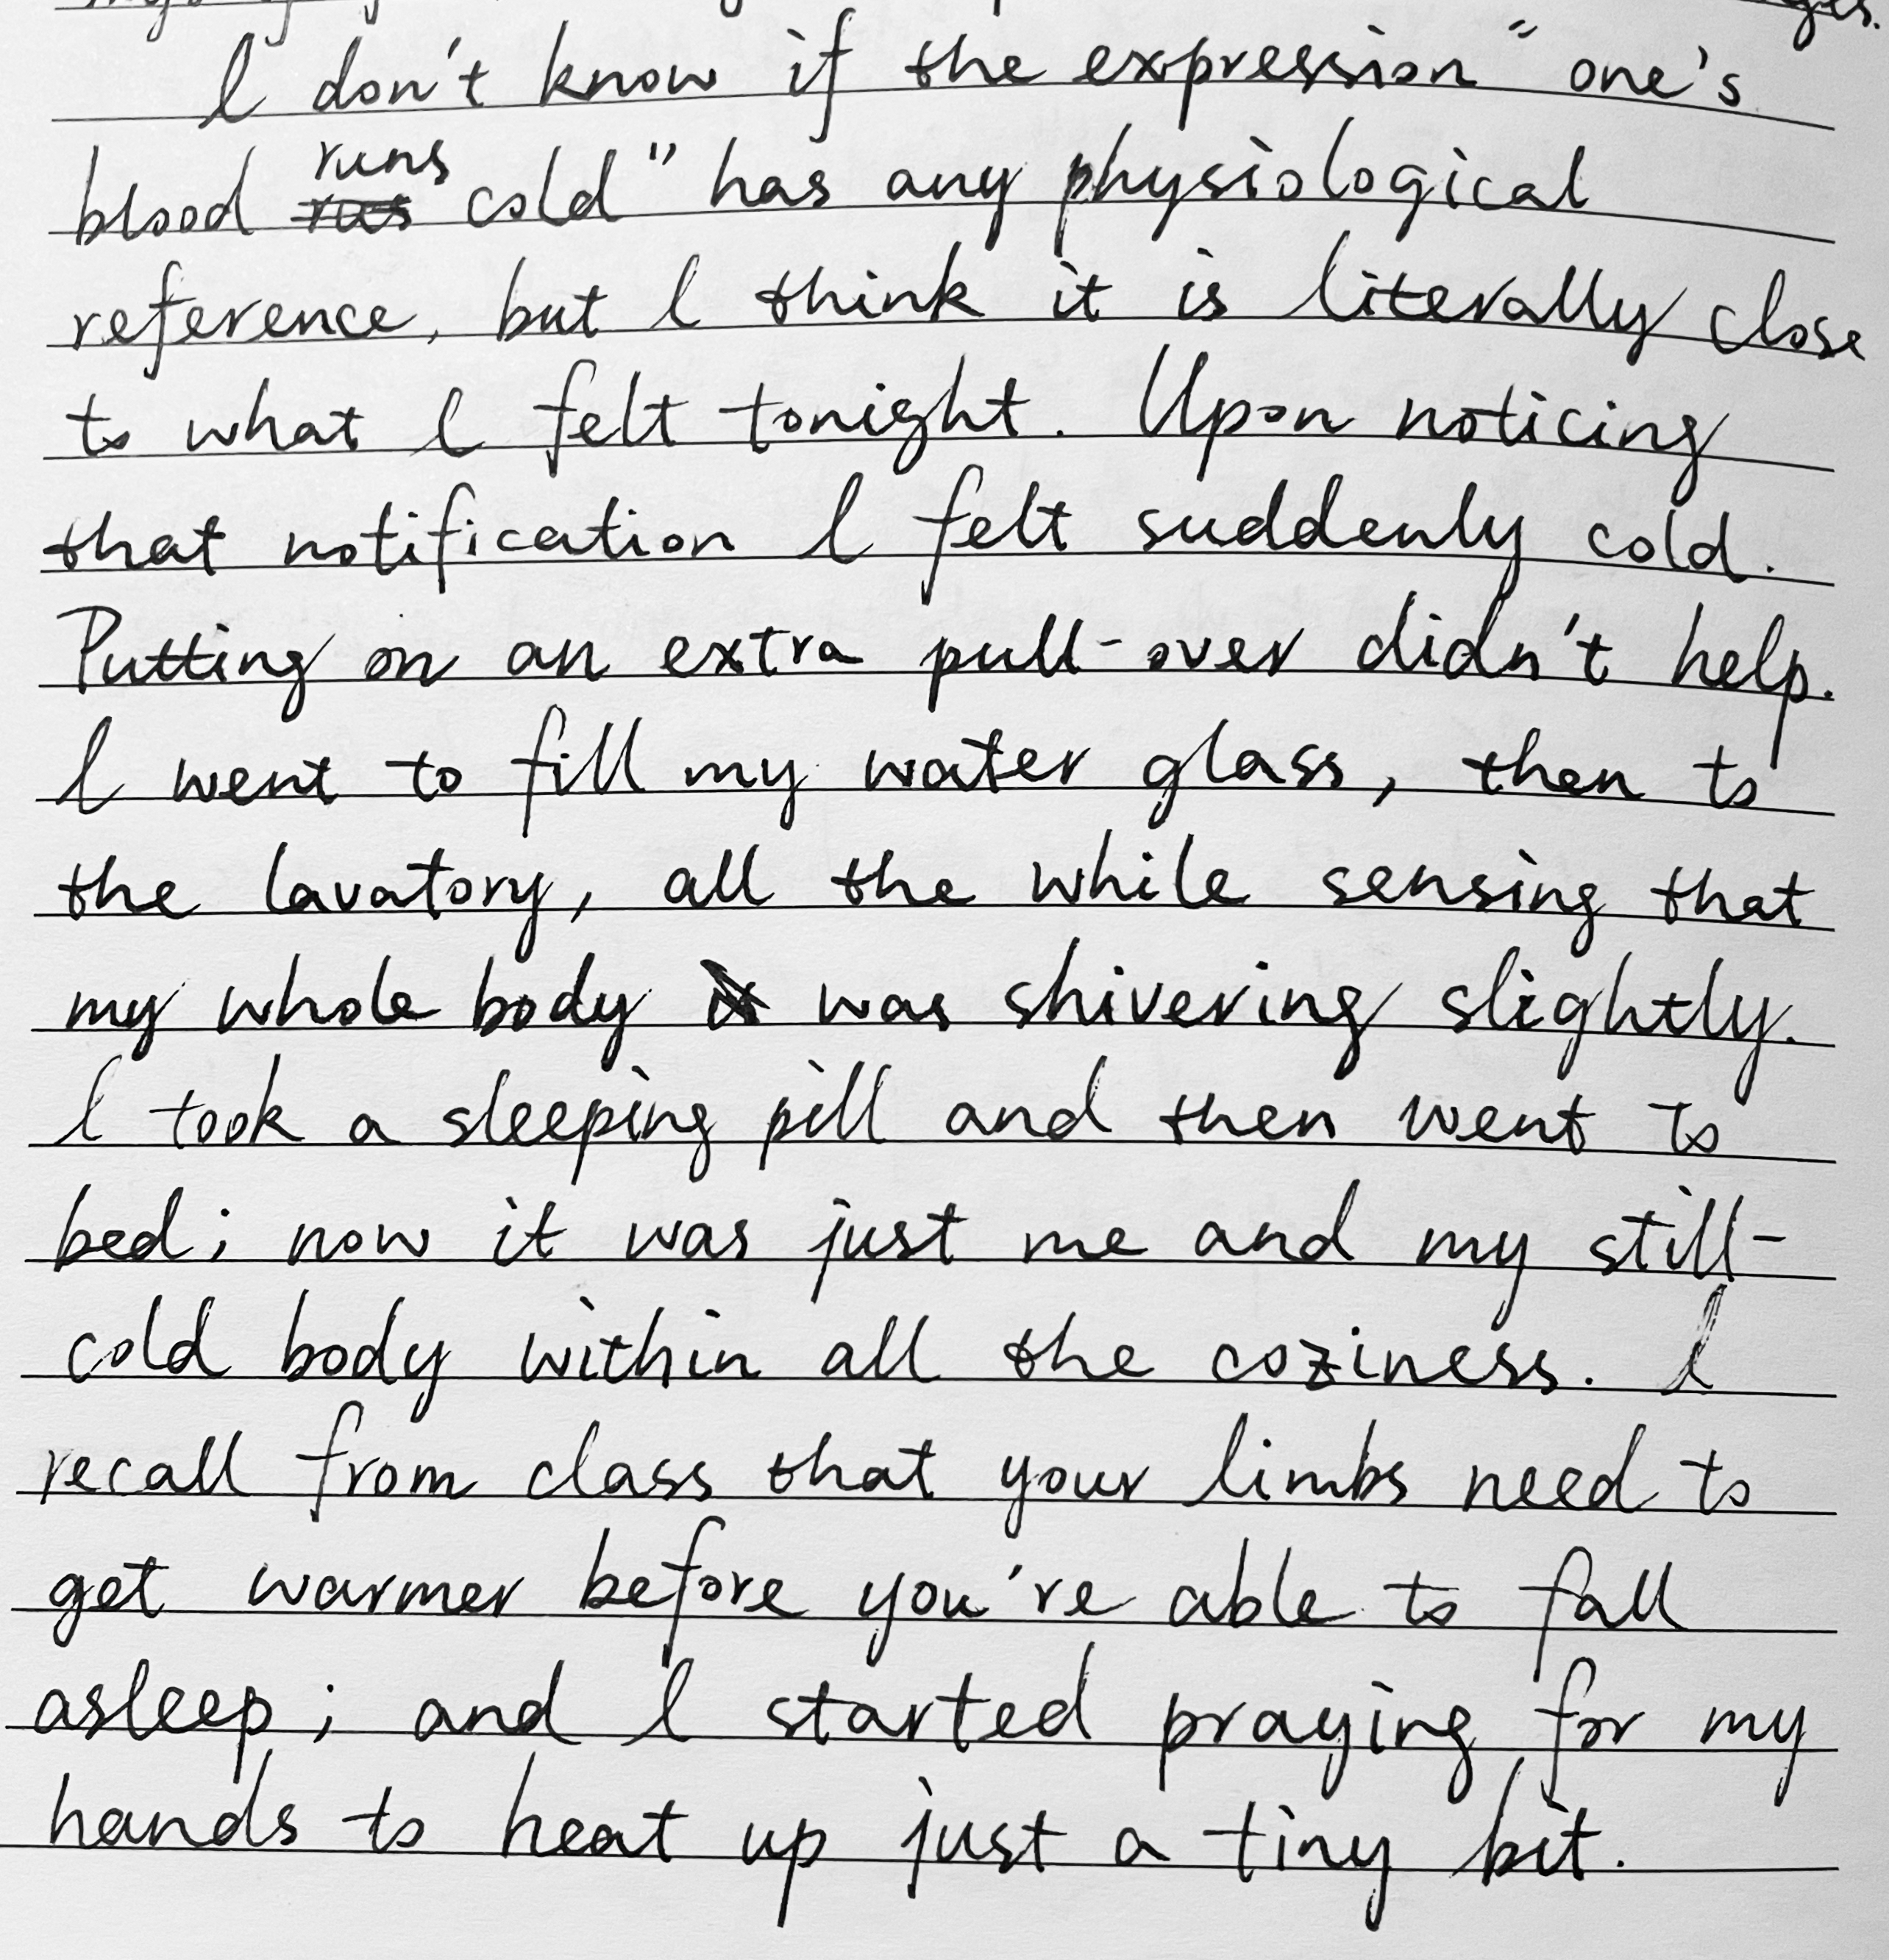 I don't know if the expression "one's
blood runs cold" has any physiological
reference, but I think it is literally close
to what I felt tonight. Upon noticing
that notification I felt suddenly cold.
Putting on an extra pull-over didn't help.
I went to fill my water glass, then to
the lavatory, all the while sensing that
my whole body was shivering slightly.
I took a sleeping pill and then went to
bed; now it was just me and my still-
cold body within all the coziness. I
recall from class that your limbs need to
get warmer before you're able to fall
asleep; and I started praying for my
hands to heat up just a tiny bit.